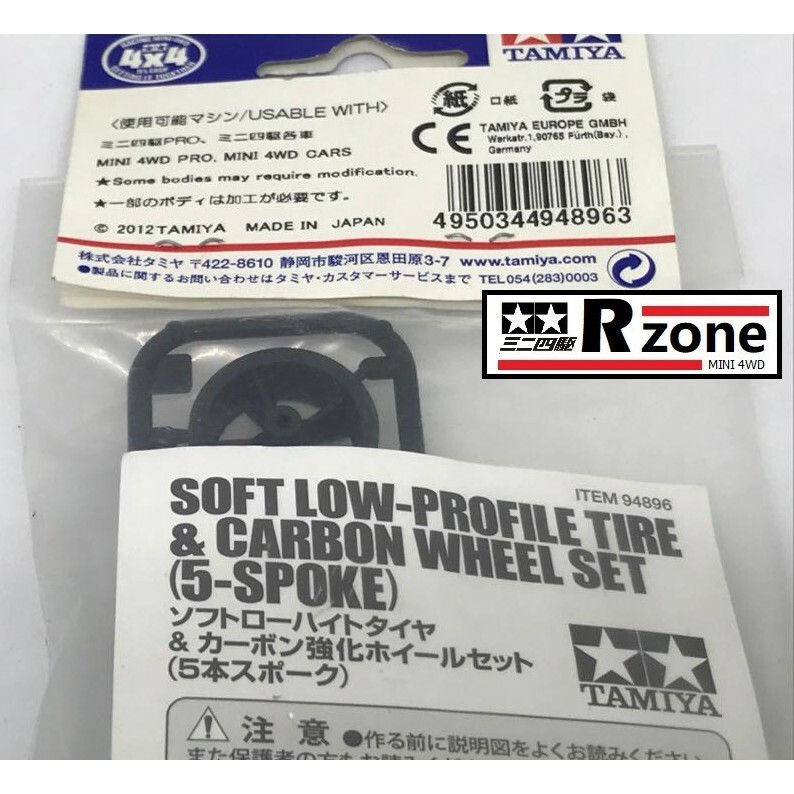 RACING MINI 4WD
4x4
TAMIYA
〈使用可能マシン/USABLE WITH〉
ミニ四駆PRO、ミニ四駆各車
MINI 4WD PRO, MINI 4WD CARS
★Some bodies may require modification.
★一部のボディは加工が必要です。
© 2012TAMIYA MADE IN JAPAN
紙 口紙
プラ 袋
CE TAMIYA EUROPE GMBH
Werkstr.1,90765 Fürth(Bay.),
Germany
4950344948963
株式会社タミヤ 〒422-8610 静岡市駿河区恩田原3-7 www.tamiya.com
●製品に関するお問い合わせはタミヤ・カスタマーサービスまで TEL054(283)0003
ミニ四駆
R zone
MINI 4WD
ITEM 94896
SOFT LOW-PROFILE TIRE
& CARBON WHEEL SET
(5-SPOKE)
ソフトローハイトタイヤ
& カーボン強化ホイールセット
(5本スポーク)
TAMIYA
注意 ●作る前に説明図をよくお読みください。